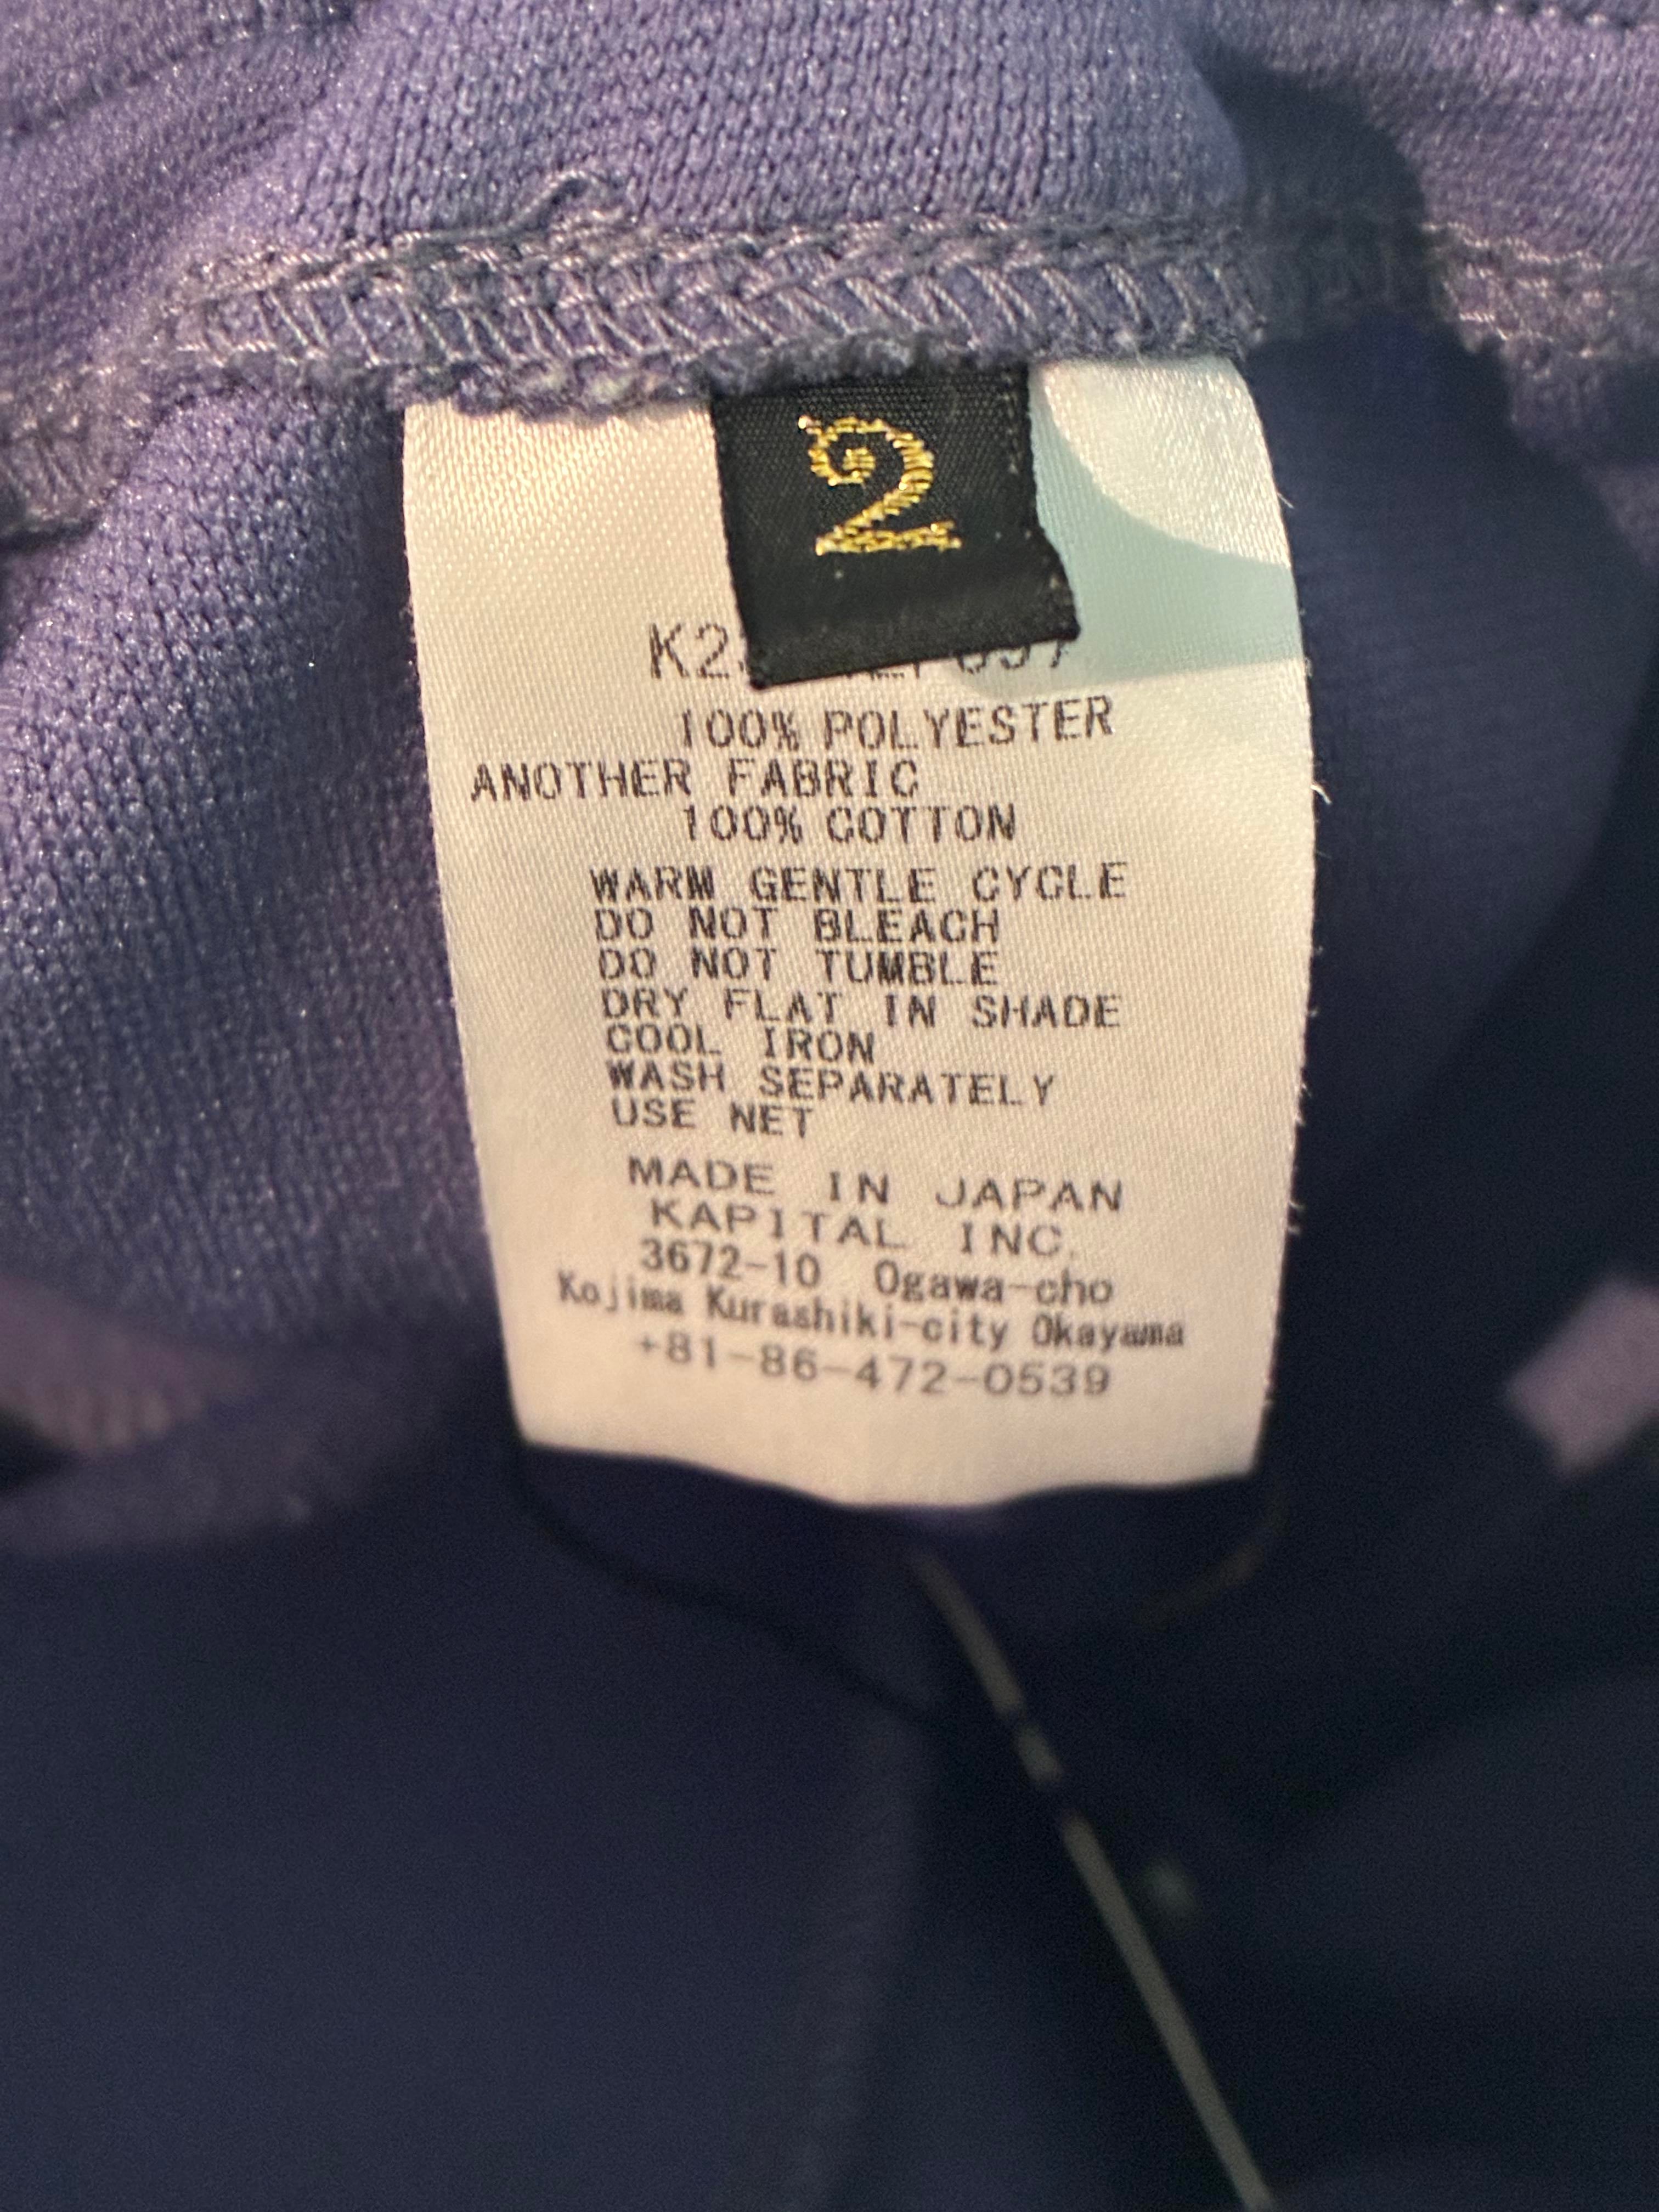 2
100% POLYESTER
ANOTHER FABRIC
100% COTTON
WARM GENTLE CYCLE
DO NOT BLEACH
DO NOT TUMBLE
DRY FLAT IN SHADE
COOL IRON
WASH SEPARATELY
USE NET
MADE IN JAPAN
KAPITAL INC.
3672-10 Ogawa-cho
Kojima Kurashiki-city Okayama
+81-86-472-0539